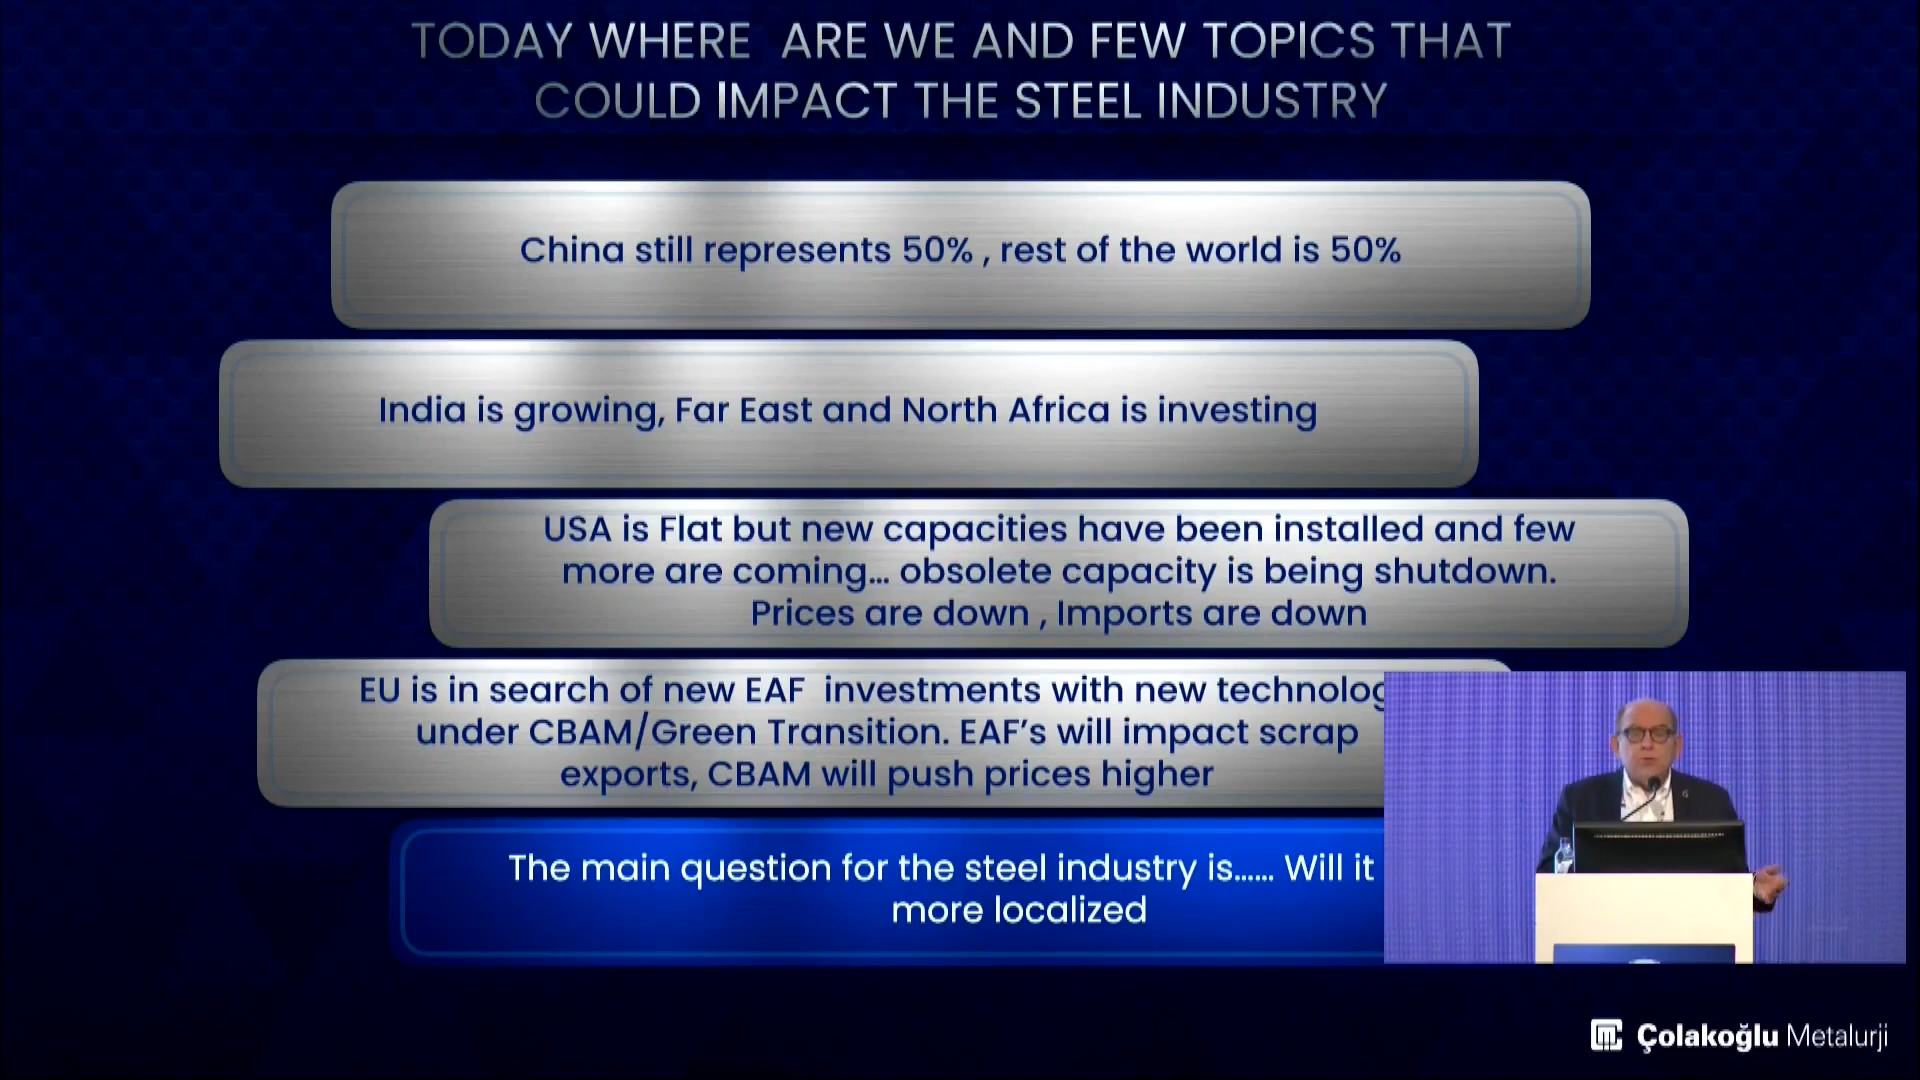 TODAY WHERE ARE WE AND FEW TOPICS THAT
COULD IMPACT THE STEEL INDUSTRY
China still represents 50% , rest of the world is 50%
India is growing, Far East and North Africa is investing
USA is Flat but new capacities have been installed and few
more are coming... obsolete capacity is being shutdown.
Prices are down , Imports are down
EU is in search of new EAF investments with new technolog
under CBAM/Green Transition. EAF's will impact scrap
exports, CBAM will push prices higher
The main question for the steel industry is...... Will it
more localized
Çolakoğlu Metalurji